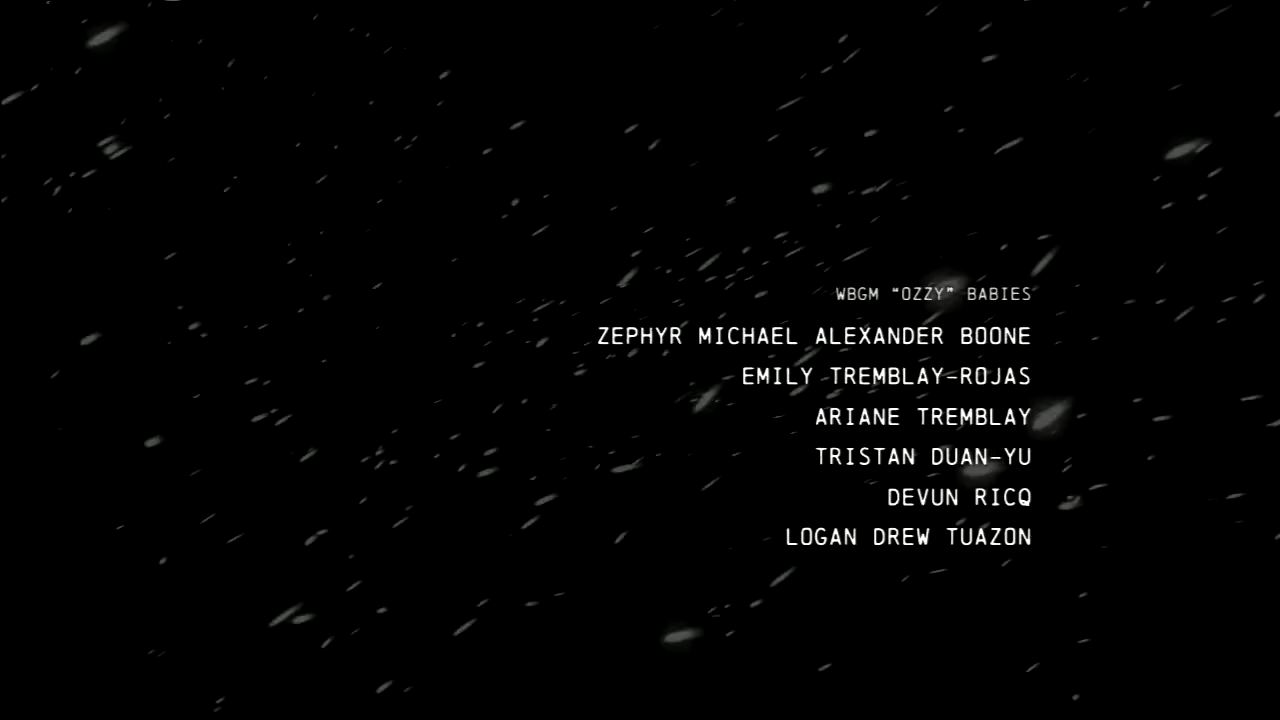 WBGM “OZZY” BABIES
ZEPHYR MICHAEL ALEXANDER BOONE
EMILY TREMBLAY-ROJAS
ARIANE TREMBLAY
TRISTAN DUAN-YU
DEVUN RICQ
LOGAN DREW TUAZON